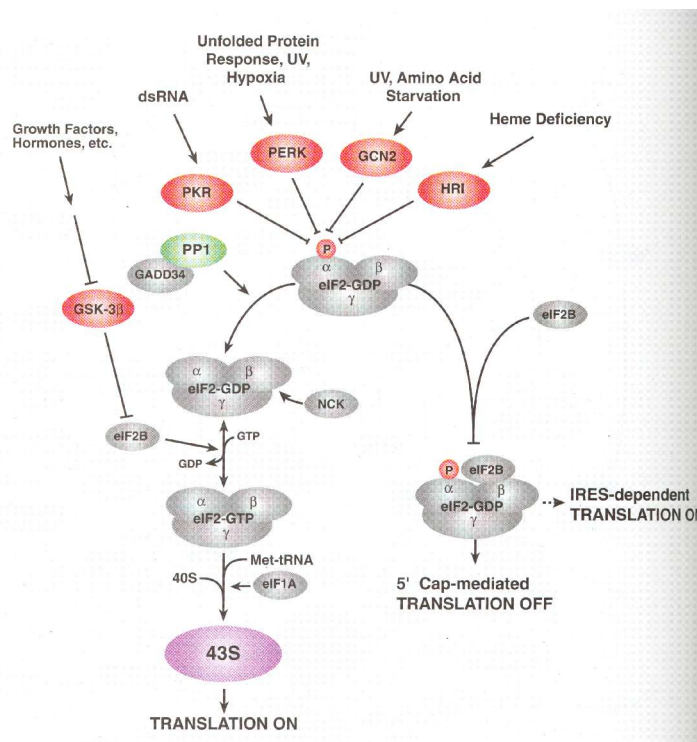 Unfolded Protein
Response, UV,
Hypoxia
UV, Amino Acid
Starvation
dsRNA
Heme Deficiency
Growth Factors,
Hormones, etc.
PERK
GCN2
PKR
HRI
P
PP1
GADD34
α β
eIF2-GDP
γ
GSK-3β
eIF2B
α β
eIF2-GDP
γ
NCK
eIF2B
GTP
GDP
P eIF2B
α β
eIF2-GDP
γ
IRES-dependent
TRANSLATION
α β
eIF2-GTP
γ
Met-tRNA
40S
eIF1A
5' Cap-mediated
TRANSLATION OFF
43S
TRANSLATION ON